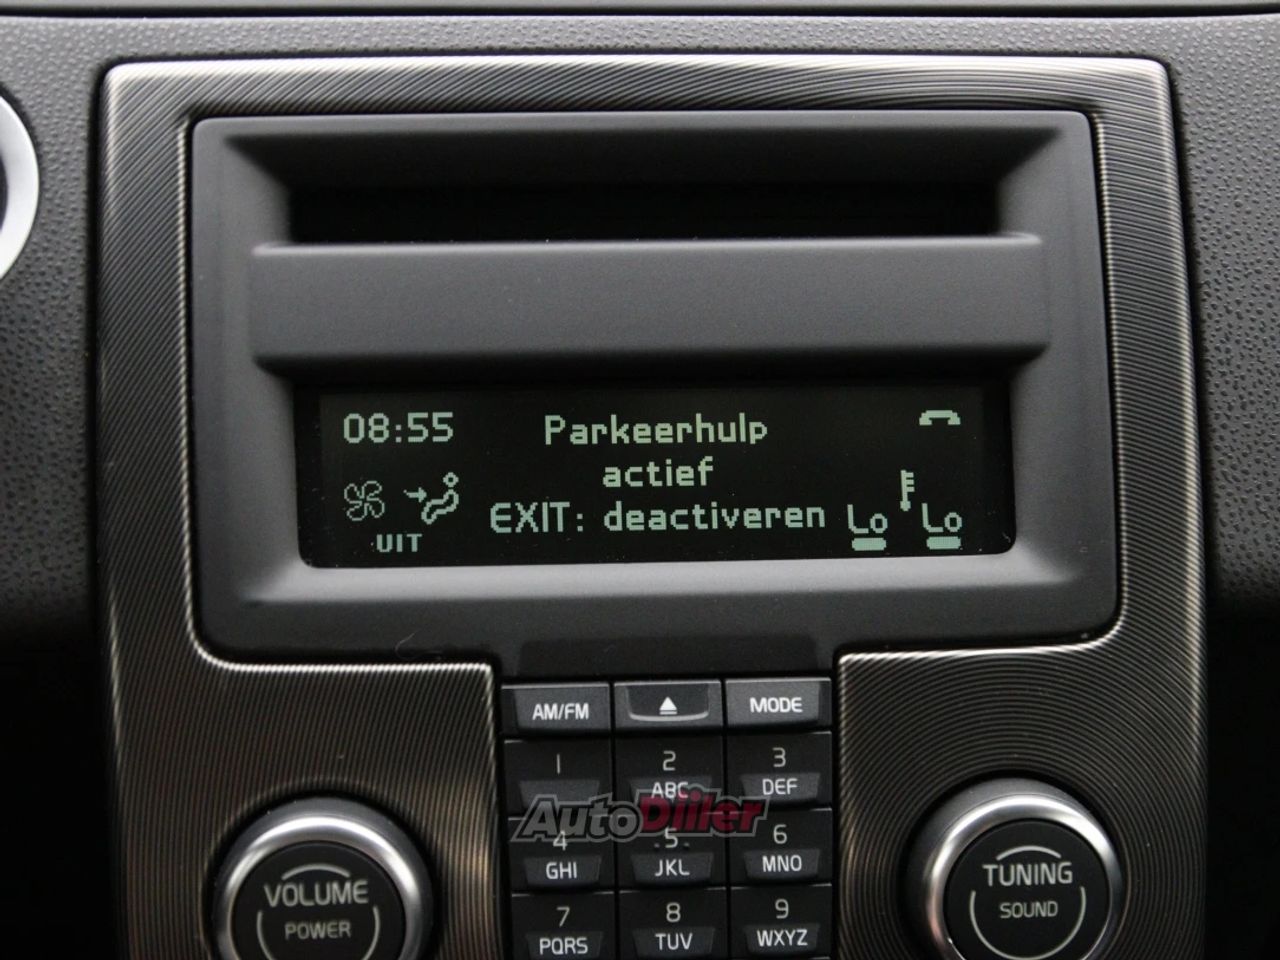 08:55 Parkeerhulp
actief
EXIT: deactiveren Lo Lo
UIT
AM/FM MODE
1 2 3
ABC DEF
AutoDiiler
4 5 6
GHI JKL MNO
VOLUME TUNING
POWER SOUND
7 8 9
PQRS TUV WXYZ